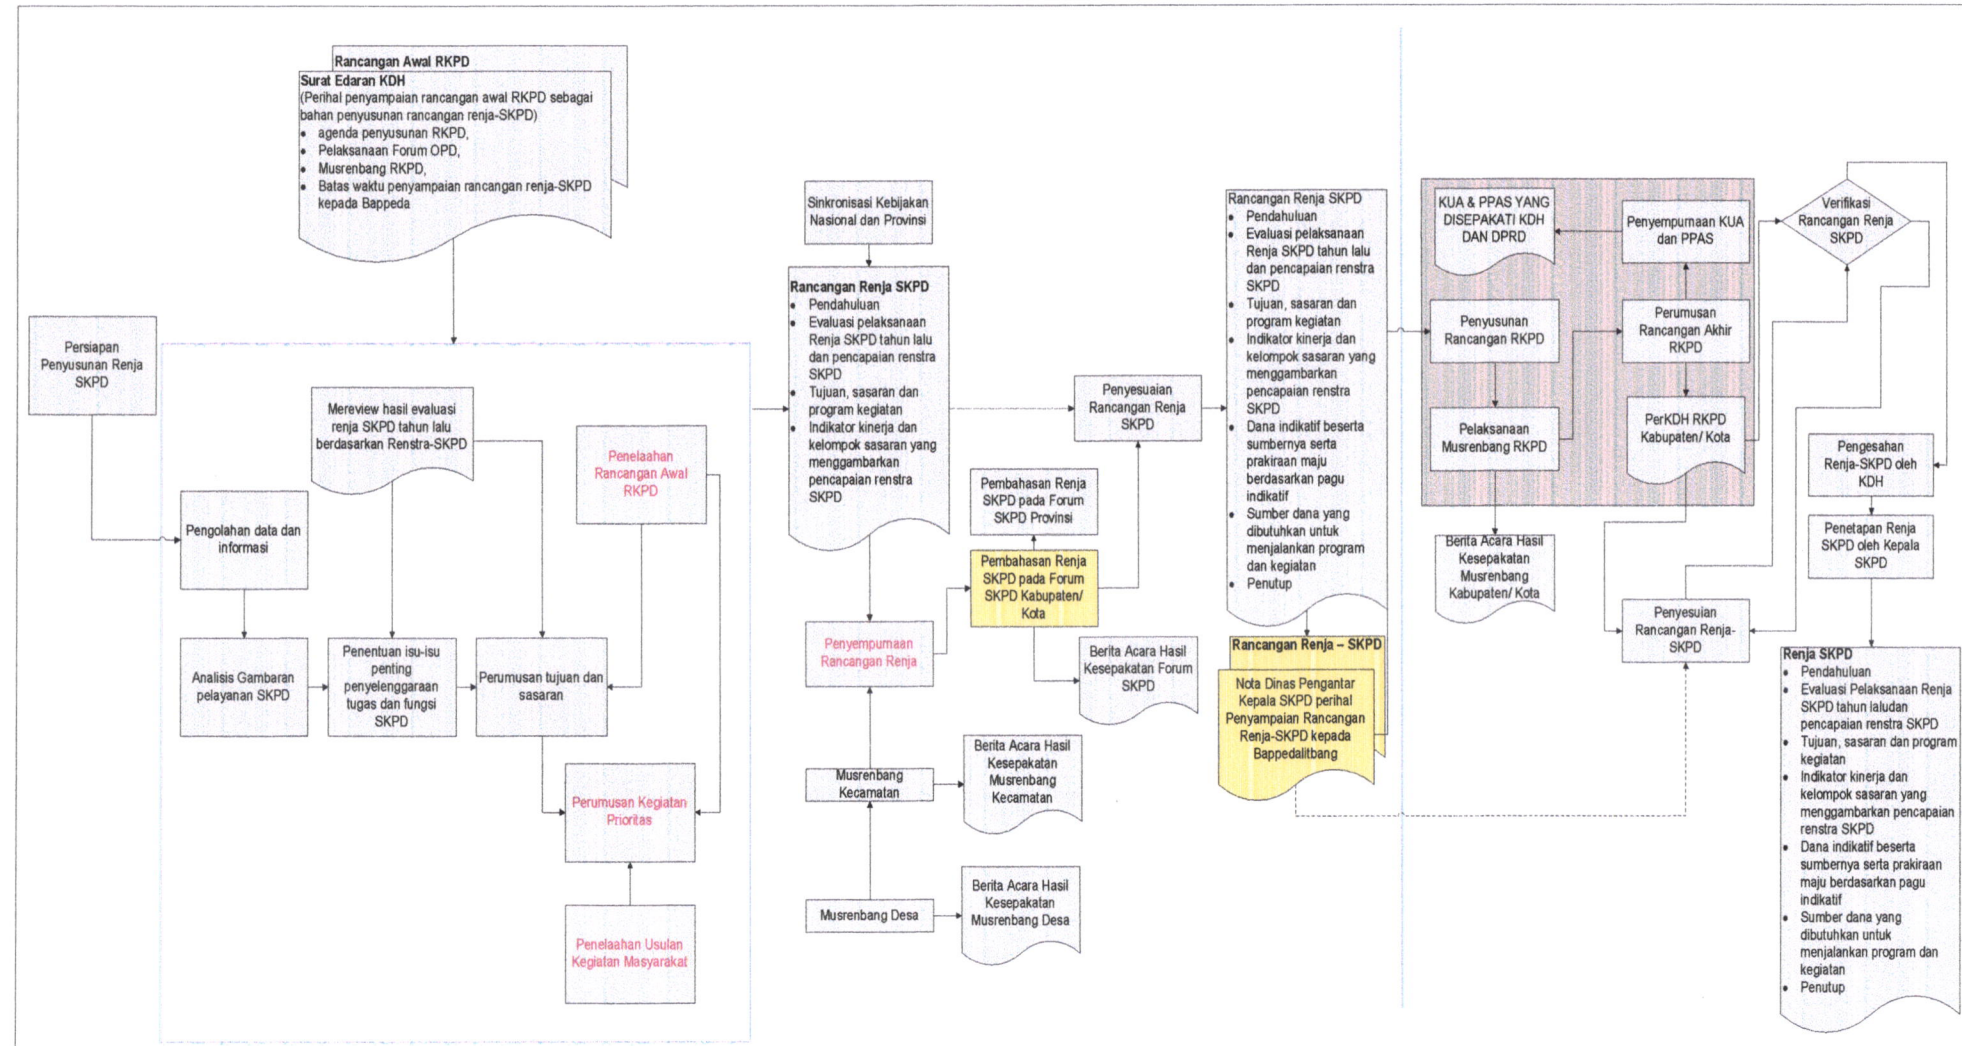 Rancangan Awal RKPD
Surat Edaran KDH
(Perihal penyampaian rancangan awal RKPD sebagai
bahan penyusunan rancangan renja-SKPD)
• agenda penyusunan RKPD,
• Pelaksanaan Forum OPD,
• Musrenbang RKPD,
• Batas waktu penyampaian rancangan renja-SKPD
kepada Bappeda
Persiapan
Penyusunan Renja
SKPD
Mereview hasil evaluasi
renja SKPD tahun lalu
berdasarkan Renstra-SKPD
Penelaahan
Rancangan Awal
RKPD
Pengolahan data dan
informasi
Analisis Gambaran
pelayanan SKPD
Penentuan isu-isu
penting
penyelenggaraan
tugas dan fungsi
SKPD
Perumusan tujuan dan
sasaran
Perumusan Kegiatan
Prioritas
Penelaahan Usulan
Kegiatan Masyarakat
Sinkronisasi Kebijakan
Nasional dan Provinsi
Rancangan Renja SKPD
• Pendahuluan
• Evaluasi pelaksanaan
Renja SKPD tahun lalu
dan pencapaian renstra
SKPD
• Tujuan, sasaran dan
program kegiatan
• Indikator kinerja dan
kelompok sasaran yang
menggambarkan
pencapaian renstra
SKPD
Penyempurnaan
Rancangan Renja
Musrenbang
Kecamatan
Musrenbang Desa
Pembahasan Renja
SKPD pada Forum
SKPD Provinsi
Pembahasan Renja
SKPD pada Forum
SKPD Kabupaten/
Kota
Berita Acara Hasil
Kesepakatan Forum
SKPD
Berita Acara Hasil
Kesepakatan
Musrenbang
Kecamatan
Berita Acara Hasil
Kesepakatan
Musrenbang Desa
Penyesuaian
Rancangan Renja
SKPD
Rancangan Renja SKPD
• Pendahuluan
• Evaluasi pelaksanaan
Renja SKPD tahun lalu
dan pencapaian renstra
SKPD
• Tujuan, sasaran dan
program kegiatan
• Indikator kinerja dan
kelompok sasaran yang
menggambarkan
pencapaian renstra
SKPD
• Dana indikatif beserta
sumbernya serta
prakiraan maju
berdasarkan pagu
indikatif
• Sumber dana yang
dibutuhkan untuk
menjalankan program
dan kegiatan
• Penutup
Rancangan Renja – SKPD
Nota Dinas Pengantar
Kepala SKPD perihal
Penyampaian Rancangan
Renja-SKPD kepada
Bappedalitbang
KUA & PPAS YANG
DISEPAKATI KDH
DAN DPRD
Penyempurnaan KUA
dan PPAS
Penyusunan
Rancangan RKPD
Perumusan
Rancangan Akhir
RKPD
Pelaksanaan
Musrenbang RKPD
PerKDH RKPD
Kabupaten/ Kota
Berita Acara Hasil
Kesepakatan
Musrenbang
Kabupaten/ Kota
Verifikasi
Rancangan Renja
SKPD
Pengesahan
Renja-SKPD oleh
KDH
Penetapan Renja
SKPD oleh Kepala
SKPD
Penyesuian
Rancangan Renja-
SKPD
Renja SKPD
• Pendahuluan
• Evaluasi Pelaksanaan Renja
SKPD tahun laludan
pencapaian renstra SKPD
• Tujuan, sasaran dan program
kegiatan
• Indikator kinerja dan
kelompok sasaran yang
menggambarkan pencapaian
renstra SKPD
• Dana indikatif beserta
sumbernya serta prakiraan
maju berdasarkan pagu
indikatif
• Sumber dana yang
dibutuhkan untuk
menjalankan program dan
kegiatan
• Penutup